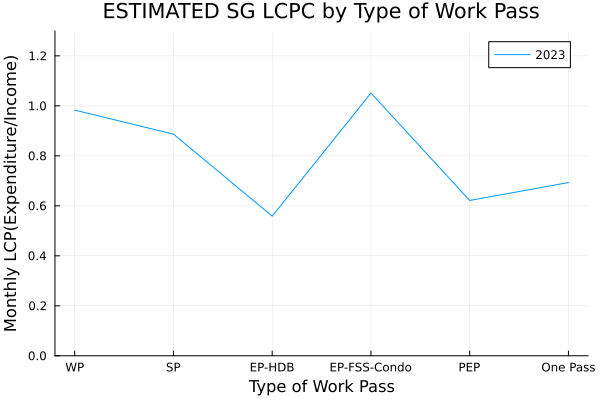 ESTIMATED SG LCPC by Type of Work Pass
2023
Monthly LCP(Expenditure/Income)
1.2
1.0
0.8
0.6
0.4
0.2
0.0
WP SP EP-HDB EP-FSS-Condo PEP One Pass
Type of Work Pass